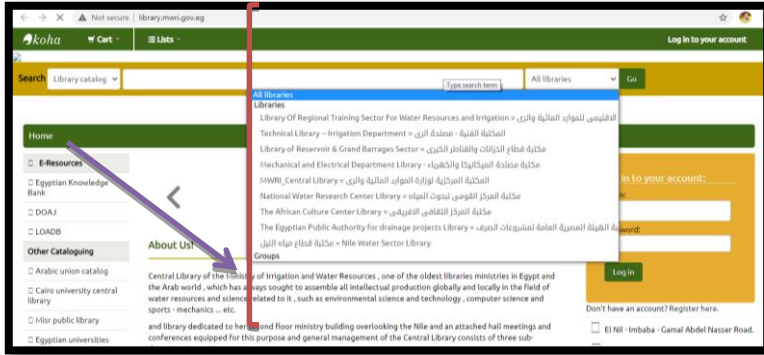 Not secure | library.mwri.gov.eg
koha Cart Lists Log in to your account
Search Library catalog All libraries Go
Type search term
All libraries
Libraries
Library Of Regional Training Sector For Water Resources and Irrigation = الاقليمى للموارد المائية والرى
Technical Library – Irrigation Department = المكتبة الفنية - مصلحة الرى
Library of Reservoir & Grand Barrages Sector = مكتبة قطاع الخزانات والقناطر الكبرى
Mechanical and Electrical Department Library - مكتبة مصلحة الميكانيكا والكهرباء
MWRI_Central Library = المكتبة المركزية لوزارة الموارد المائية والرى
National Water Research Center Library = مكتبة المركز القومى لبحوث المياه
The African Culture Center Library = مكتبة المركز الثقافى الافريقى
The Egyptian Public Authority for drainage projects Library = مكتبة الهيئة المصرية العامة لمشروعات الصرف
مكتبة قطاع مياه النيل = Nile Water Sector Library
Groups
Home
E-Resources
Egyptian Knowledge
Bank
DOAJ
LOADB
Other Cataloguing
Arabic union catalog
Cairo university central
library
Misr public library
Egyptian universities
About Us!
Central Library of the Ministry of Irrigation and Water Resources , one of the oldest libraries ministries in Egypt and
the Arab world , which has always sought to assemble all intellectual production globally and locally in the field of
water resources and science related to it , such as environmental science and technology , computer science and
sports - mechanics ... etc.
and library dedicated to her second floor ministry building overlooking the Nile and an attached hall meetings and
conferences equipped for this purpose and general management of the Central Library consists of three sub-
in to your account:
n:
word:
Log in
Don't have an account? Register here.
El Nil - Imbaba - Gamal Abdel Nasser Road.